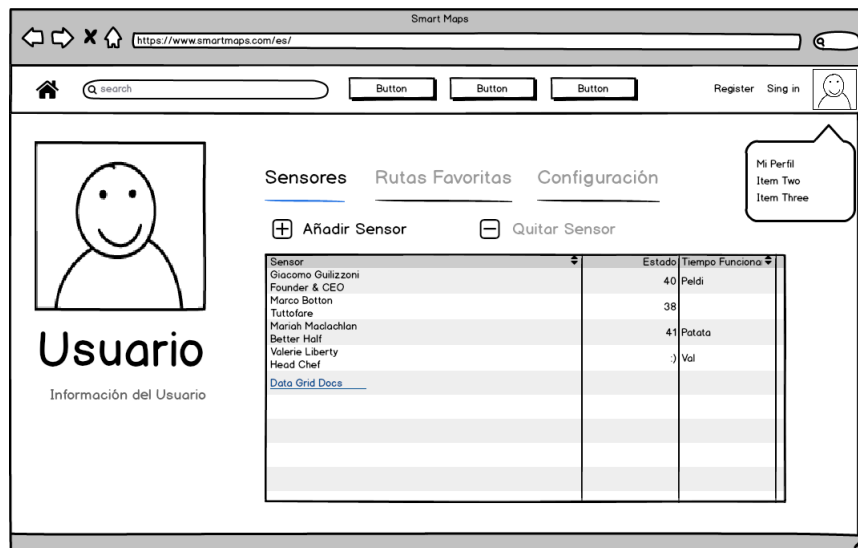 Smart Maps
https://www.smartmaps.com/es/
search
Button
Button
Button
Register
Sing in
Mi Perfil
Item Two
Item Three
Sensores
Rutas Favoritas
Configuración
Añadir Sensor
Quitar Sensor
Sensor Estado Tiempo Funciona
Giacomo Guilizzoni
Founder & CEO
40 Peldi
Marco Botton
Tuttofare
38
Mariah Maclachlan
Better Half
41 Patata
Valerie Liberty
Head Chef
:) Val
Data Grid Docs
Usuario
Información del Usuario